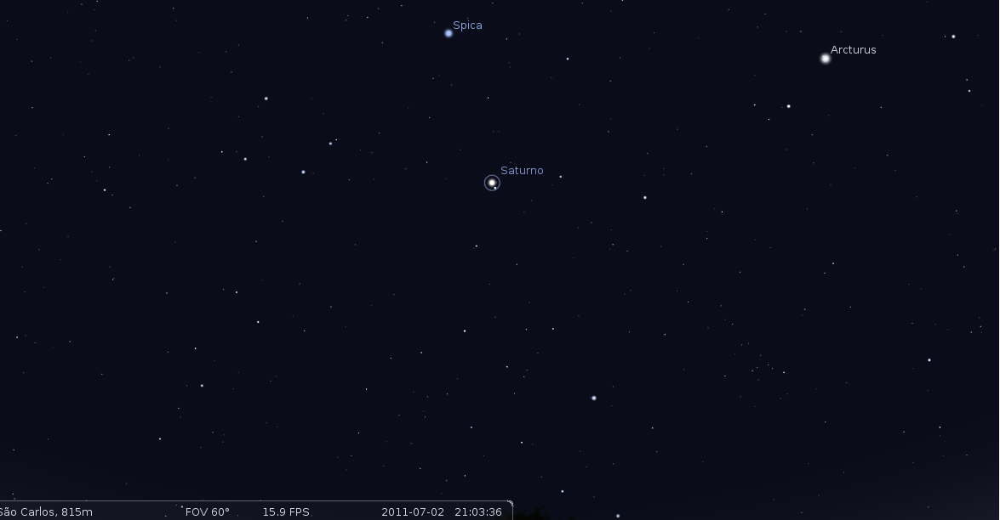 Spica
Arcturus
Saturno
São Carlos, 815m FOV 60° 15.9 FPS 2011-07-02 21:03:36